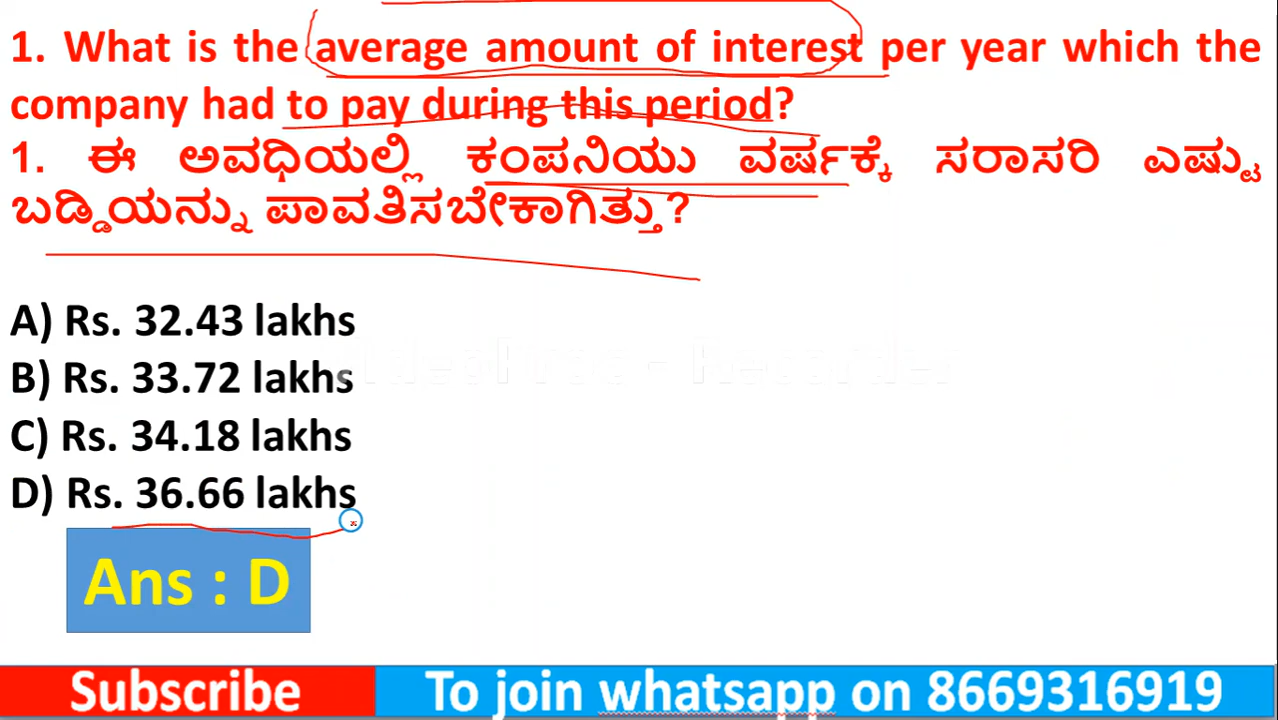 1. What is the average amount of interest per year which the
company had to pay during this period?
1. ಈ ಅವಧಿಯಲ್ಲಿ ಕಂಪನಿಯು ವರ್ಷಕ್ಕೆ ಸರಾಸರಿ ಎಷ್ಟು
ಬಡ್ಡಿಯನ್ನು ಪಾವತಿಸಬೇಕಾಗಿತ್ತು?
A) Rs. 32.43 lakhs
B) Rs. 33.72 lakhs
C) Rs. 34.18 lakhs
D) Rs. 36.66 lakhs
Ans : D
Subscribe To join whatsapp on 8669316919